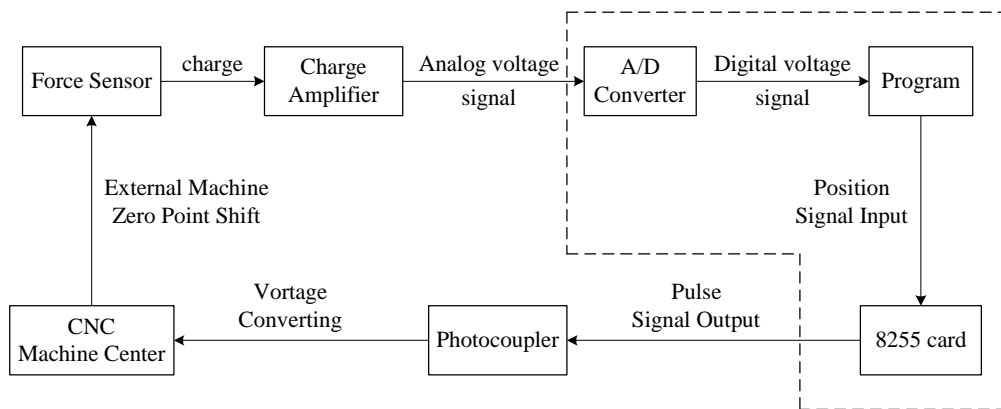 Force Sensor
charge
Charge
Amplifier
Analog voltage
signal
A/D
Converter
Digital voltage
signal
Program
External Machine
Zero Point Shift
Position
Signal Input
CNC
Machine Center
Vortage
Converting
Photocoupler
Pulse
Signal Output
8255 card